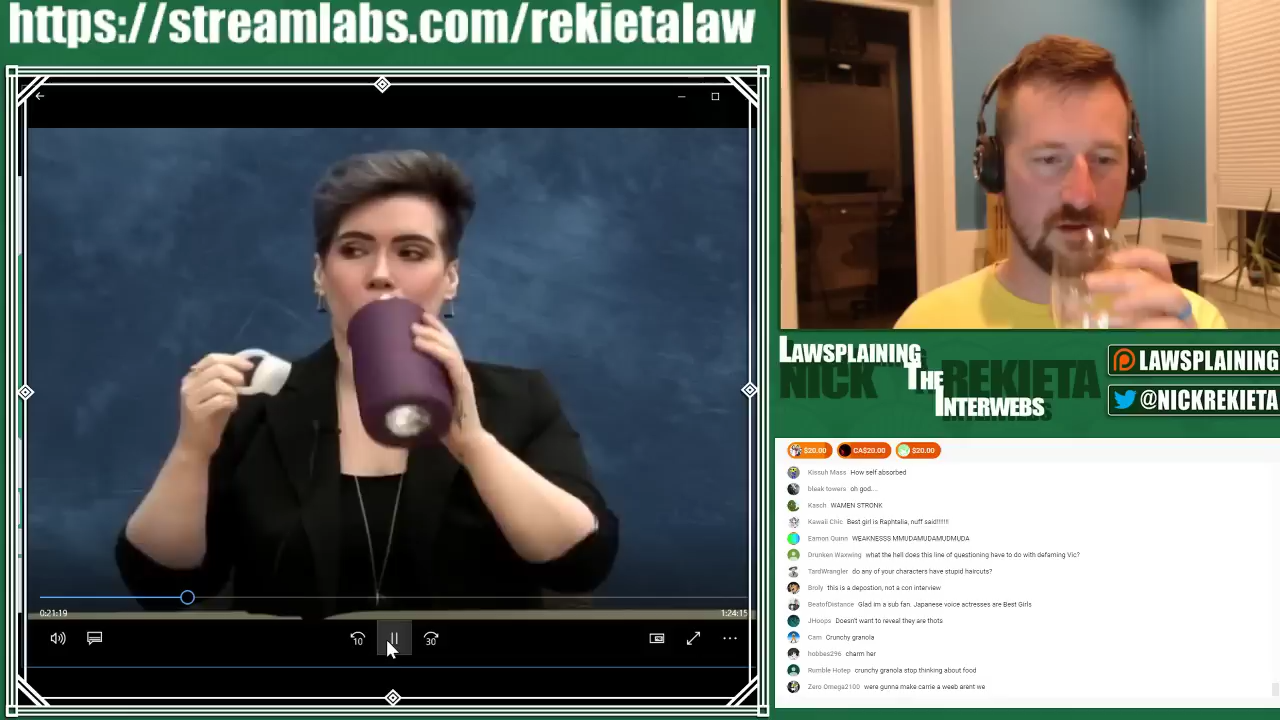 https://streamlabs.com/rekietalaw
0:21:19
1:24:15
10
30
LAWSPLAINING
THE
INTERWEBS
NICK REKIETA
LAWSPLAINING
@NICKREKIETA
$20.00 CA$20.00 $20.00
Kissuh Mass How self absorbed
bleak towers oh god....
Kasch WAMEN STRONK
Kawaii Chic Best girl is Raphtalia, nuff said!!!!!!!
Eamon Quinn WEAKNESSS MMUDAMUDAMUDMUDA
Drunken Waxwing what the hell does this line of questioning have to do with defaming Vic?
TardWrangler do any of your characters have stupid haircuts?
Broly this is a depostion, not a con interview
BeatofDistance Glad im a sub fan. Japanese voice actresses are Best Girls
JHoops Doesn't want to reveal they are thots
Cam Crunchy granola
hobbes296 charm her
Rumble Hotep crunchy granola stop thinking about food
Zero Omega2100 were gunna make carrie a weeb arent we